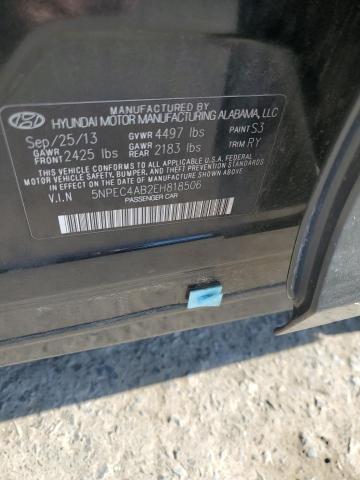 MANUFACTURED BY
HYUNDAI MOTOR MANUFACTURING ALABAMA, LLC
Sep/25/13 GVWR 4497 lbs PAINT S3
GAWR FRONT 2425 lbs GAWR REAR 2183 lbs TRIM RY
THIS VEHICLE CONFORMS TO ALL APPLICABLE U.S.A. FEDERAL
MOTOR VEHICLE SAFETY, BUMPER, AND THEFT PREVENTION
STANDARDS IN EFFECT ON THE DATE OF MANUFACTURE SHOWN ABOVE
V.I.N 5NPEC4AB2EH818506
PASSENGER CAR